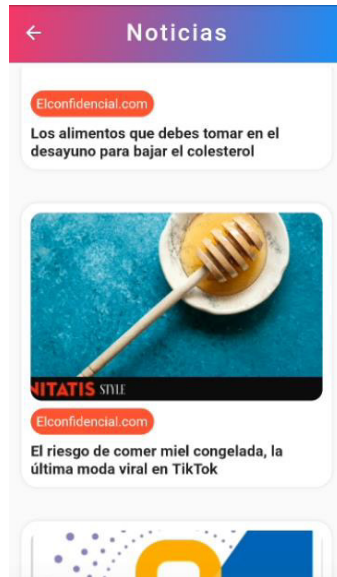 Noticias
Elconfidencial.com
Los alimentos que debes tomar en el
desayuno para bajar el colesterol
NITATIS STYLE
Elconfidencial.com
El riesgo de comer miel congelada, la
última moda viral en TikTok